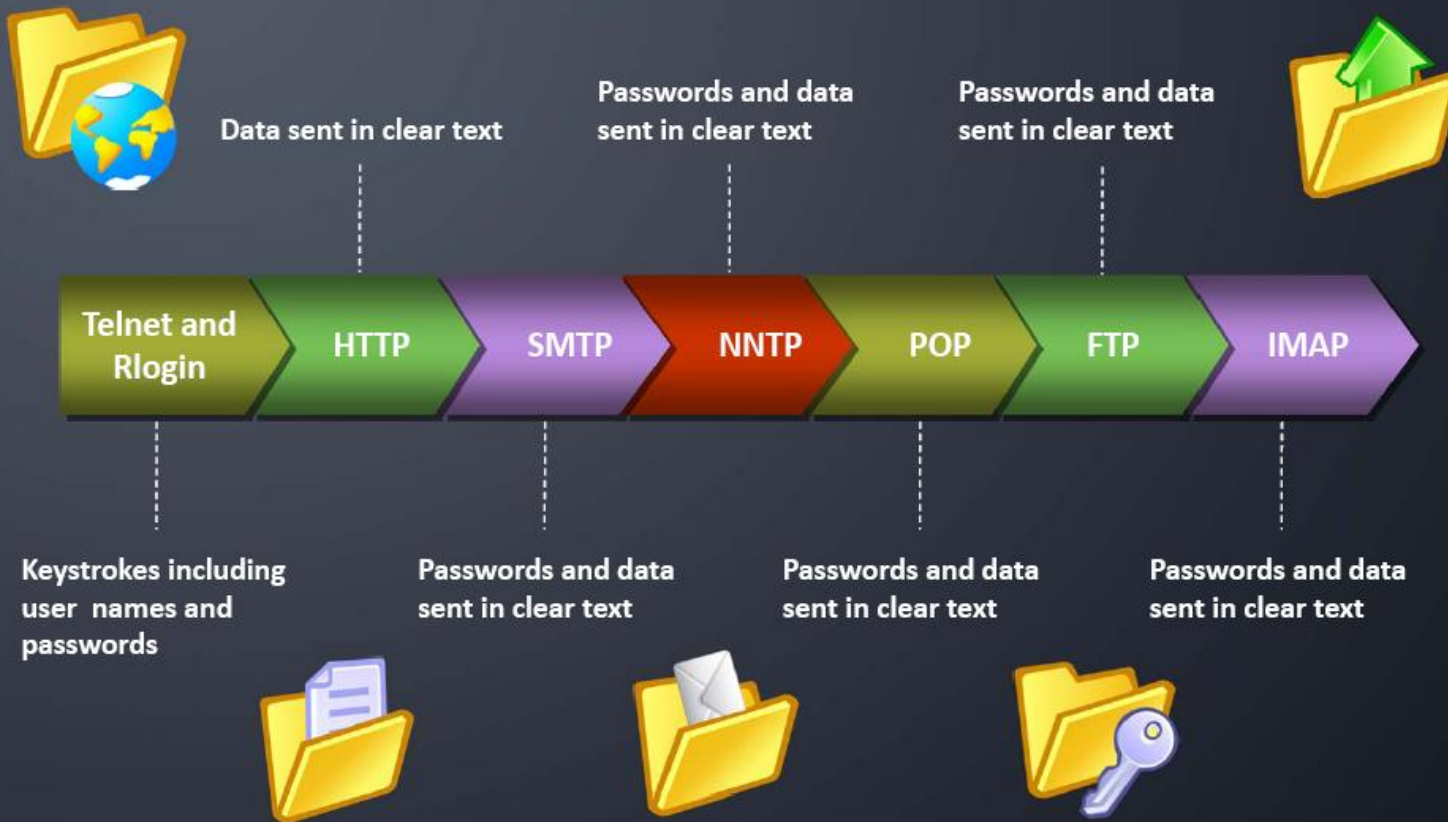 Data sent in clear text
Passwords and data
sent in clear text
Passwords and data
sent in clear text
Telnet and
Rlogin
HTTP
SMTP
NNTP
POP
FTP
IMAP
Keystrokes including
user names and
passwords
Passwords and data
sent in clear text
Passwords and data
sent in clear text
Passwords and data
sent in clear text